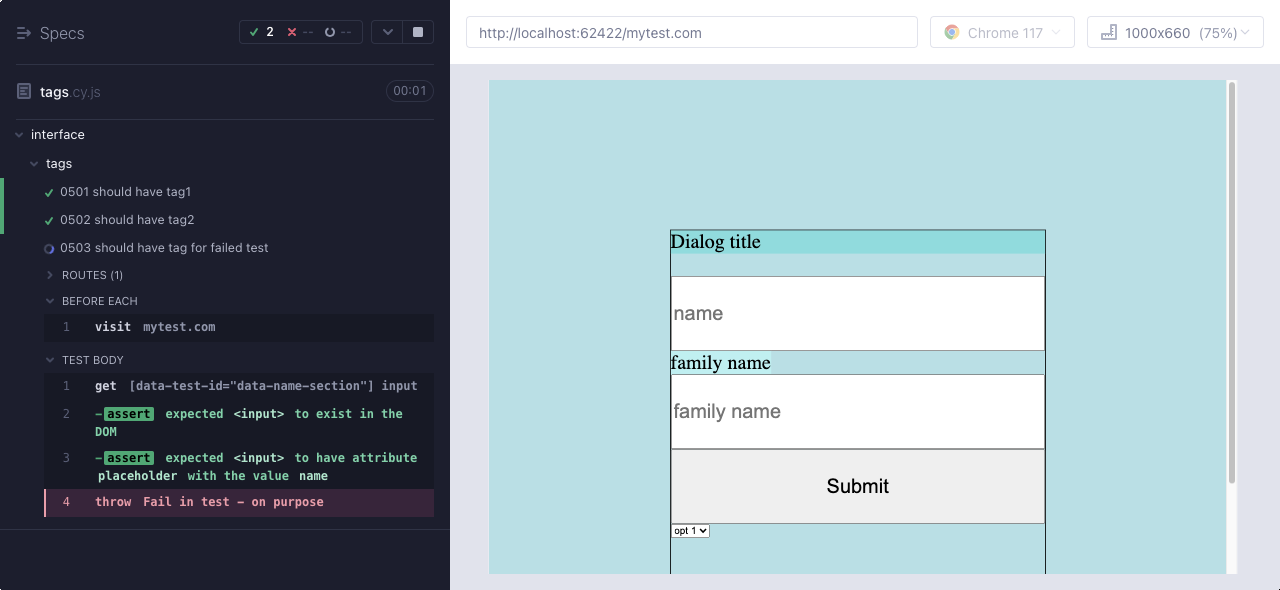 Specs
2
--
--
tags.cy.js
00:01
interface
tags
0501 should have tag1
0502 should have tag2
0503 should have tag for failed test
ROUTES (1)
BEFORE EACH
1 visit mytest.com
TEST BODY
1 get [data-test-id="data-name-section"] input
2 -assert expected <input> to exist in the
DOM
3 -assert expected <input> to have attribute
placeholder with the value name
4 throw Fail in test - on purpose
http://localhost:62422/mytest.com
Chrome 117
1000x660 (75%)
Dialog title
name
family name
family name
Submit
opt 1